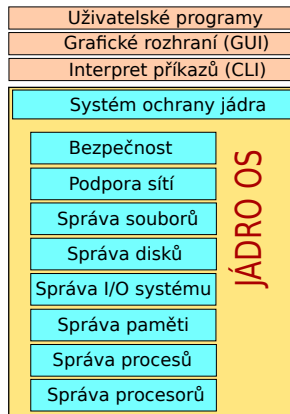 Uživatelské programy
Grafické rozhraní (GUI)
Interpret příkazů (CLI)
Systém ochrany jádra
Bezpečnost
Podpora sítí
Správa souborů
Správa disků
Správa I/O systému
Správa paměti
Správa procesů
Správa procesorů
JÁDRO OS